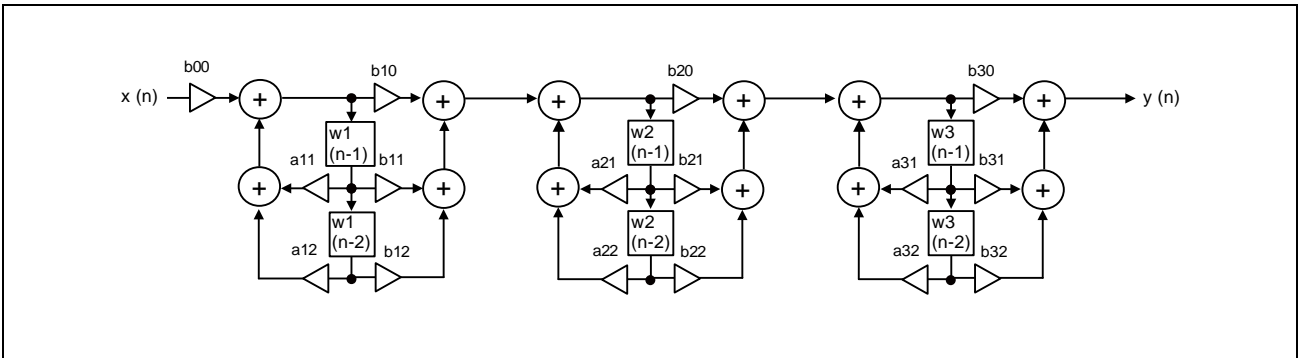 b00
b10
b20
b30
x (n)
y (n)
w1
(n-1)
w2
(n-1)
w3
(n-1)
a11
b11
a21
b21
a31
b31
w1
(n-2)
w2
(n-2)
w3
(n-2)
a12
b12
a22
b22
a32
b32